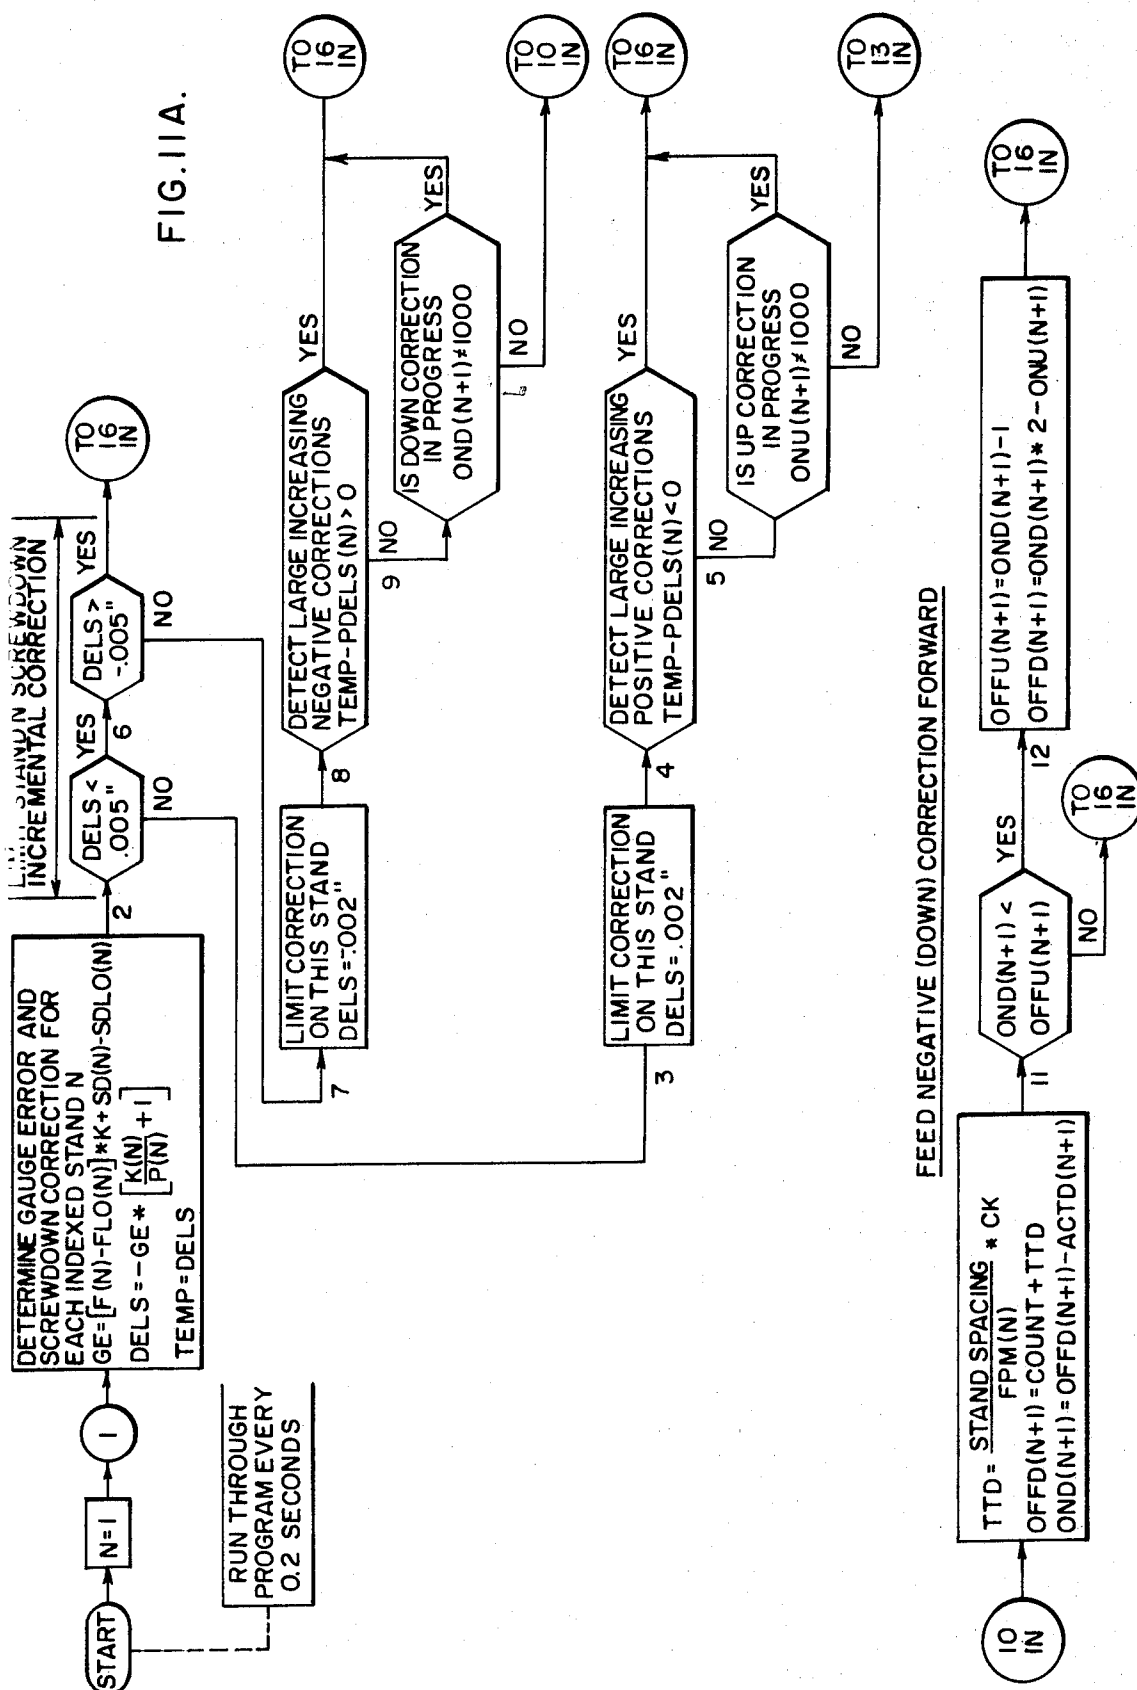 FIG.11A.
START
N=1
1
RUN THROUGH
PROGRAM EVERY
0.2 SECONDS
DETERMINE GAUGE ERROR AND
SCREWDOWN CORRECTION FOR
EACH INDEXED STAND N
GE=[F(N)-FLO(N)]*K+SD(N)-SDLO(N)
DELS=-GE*[K(N)/P(N)+1]
TEMP=DELS
2
LIMIT STAND N SCREWDOWN
INCREMENTAL CORRECTION
DELS<
.005"
YES
NO
6
DELS>
-.005"
YES
NO
TO
16
IN
7
LIMIT CORRECTION
ON THIS STAND
DELS=-.002"
8
DETECT LARGE INCREASING
NEGATIVE CORRECTIONS
TEMP-PDELS(N)>0
YES
TO
16
IN
NO
9
IS DOWN CORRECTION
IN PROGRESS
OND(N+1)≠1000
YES
NO
TO
10
IN
3
LIMIT CORRECTION
ON THIS STAND
DELS=.002"
4
DETECT LARGE INCREASING
POSITIVE CORRECTIONS
TEMP-PDELS(N)<0
YES
TO
16
IN
NO
5
IS UP CORRECTION
IN PROGRESS
ONU(N+1)≠1000
YES
NO
TO
13
IN
FEED NEGATIVE (DOWN) CORRECTION FORWARD
10
IN
TTD= STAND SPACING * CK
FPM(N)
OFFD(N+1)=COUNT+TTD
OND(N+1)=OFFD(N+1)-ACTD(N+1)
11
OND(N+1)<
OFFU(N+1)
YES
NO
TO
16
IN
12
OFFU(N+1)=OND(N+1)-1
OFFD(N+1)=OND(N+1)*2-ONU(N+1)
TO
16
IN